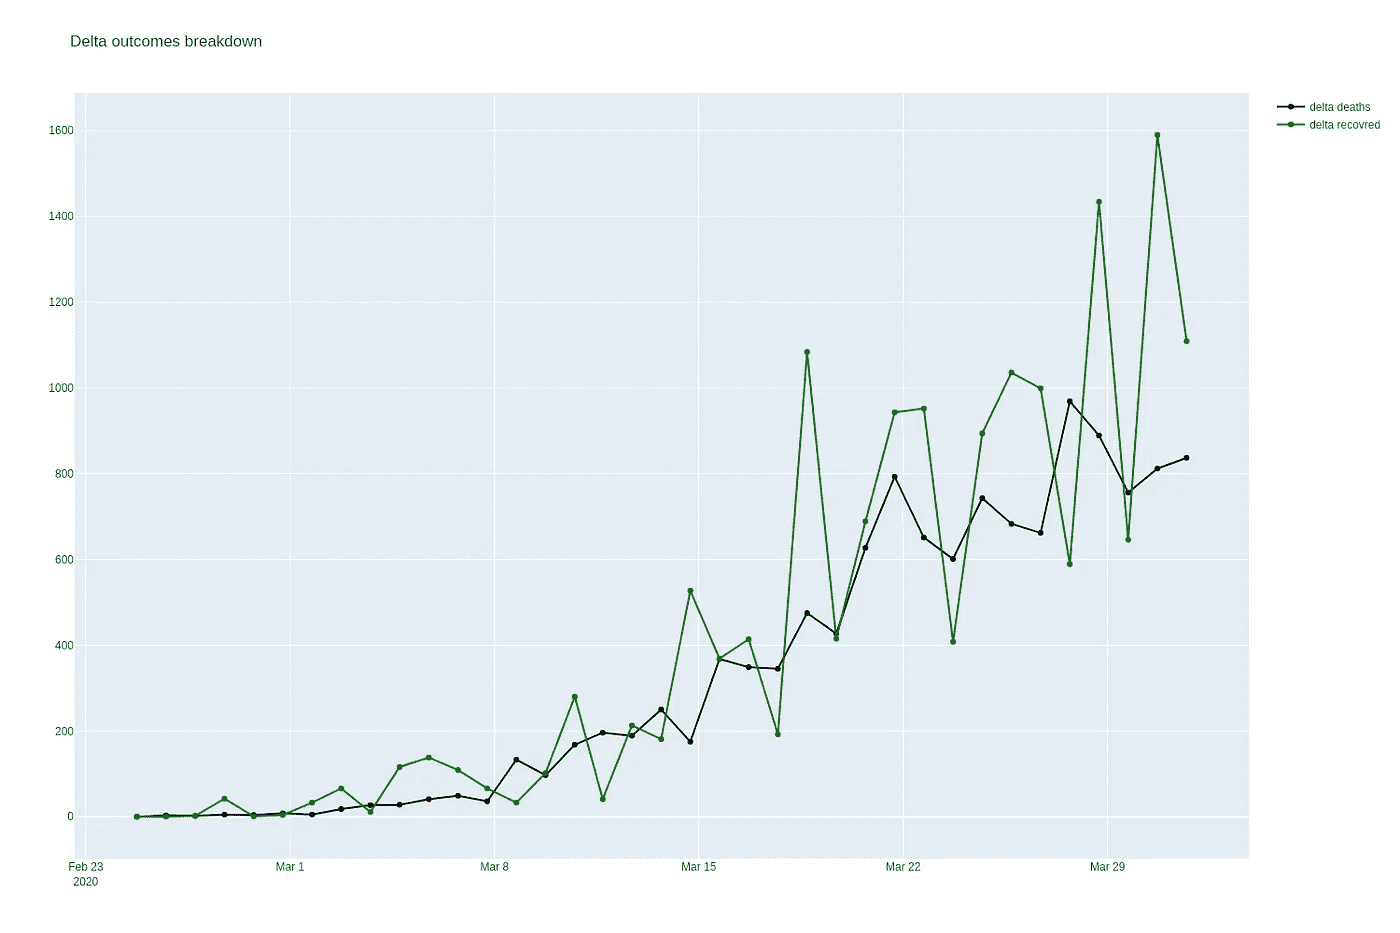 Delta outcomes breakdown
delta deaths
delta recovred
1600
1400
1200
1000
800
600
400
200
0
Feb 23
2020
Mar 1
Mar 8
Mar 15
Mar 22
Mar 29